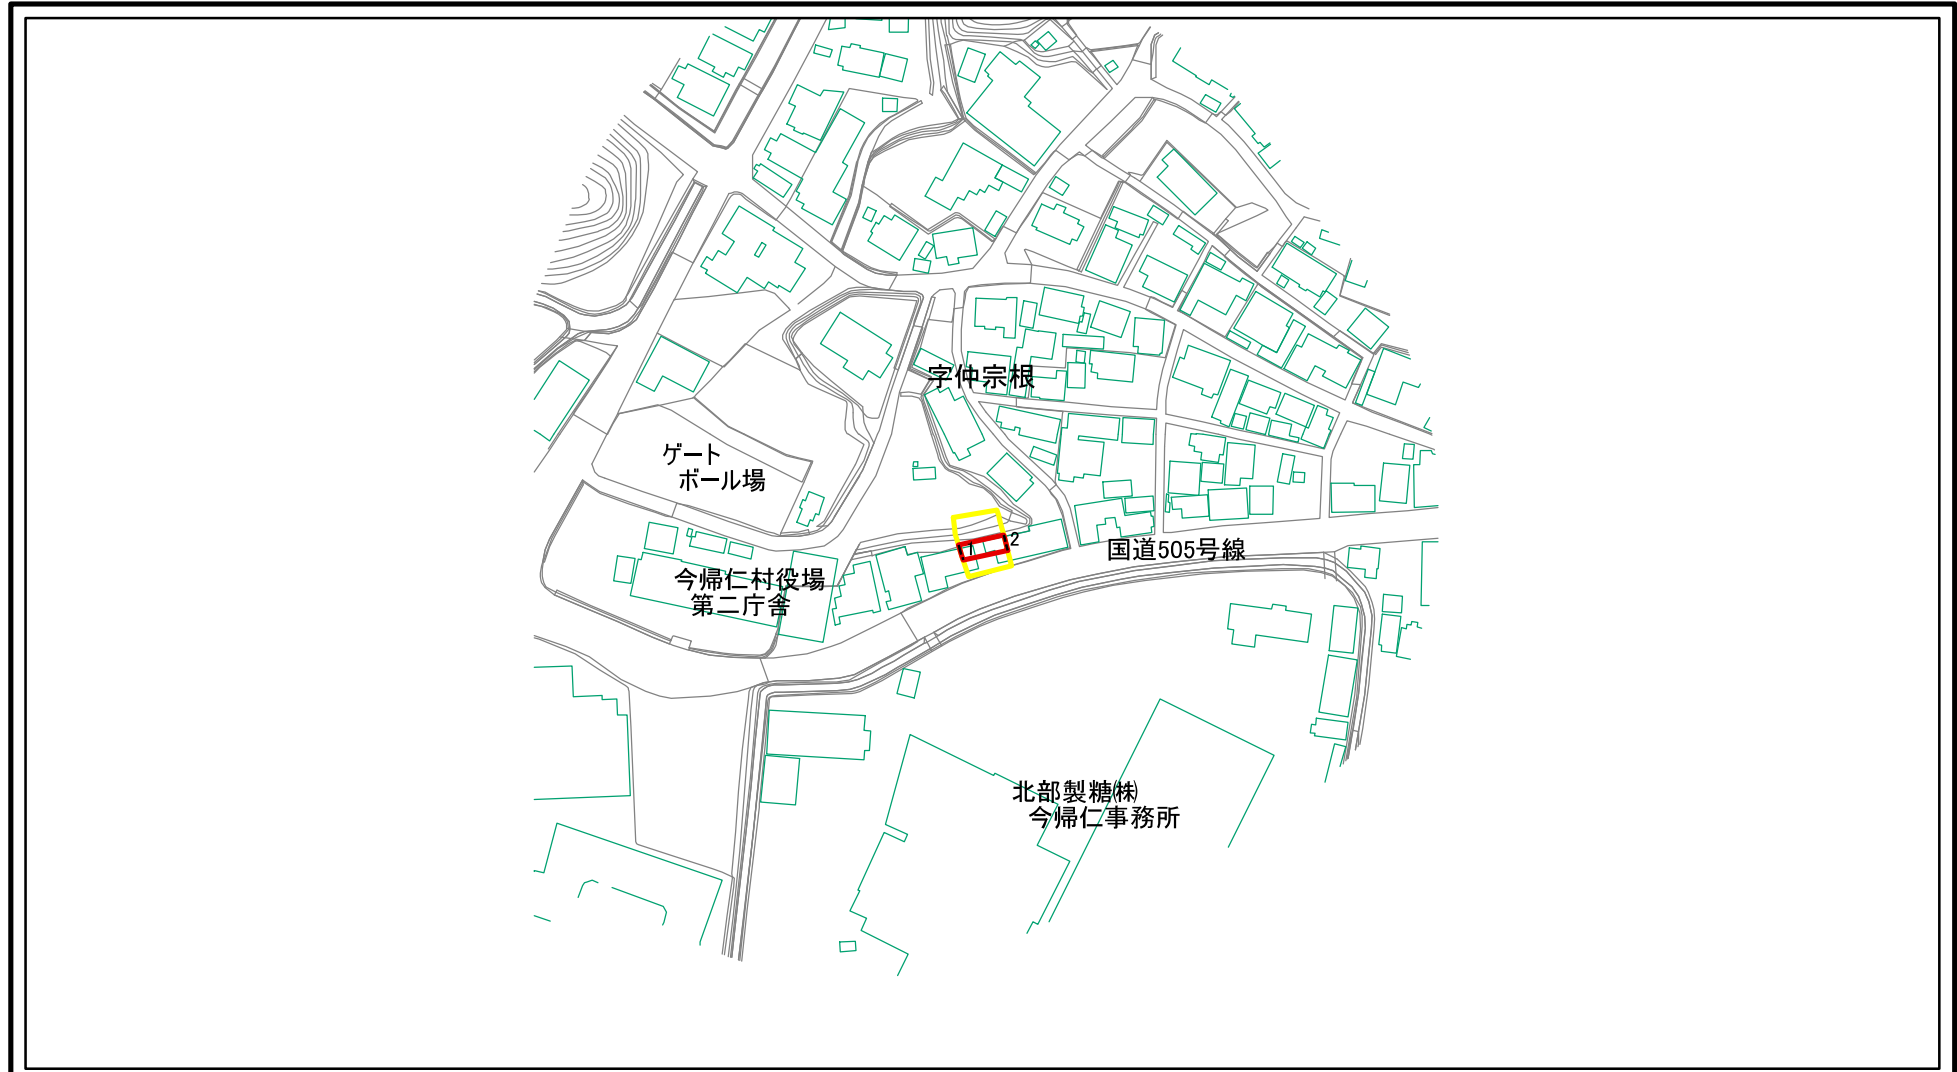 字仲宗根
ゲート
ボール場
2
1
国道505号線
今帰仁村役場
第二庁舎
北部製糖㈱
今帰仁事務所